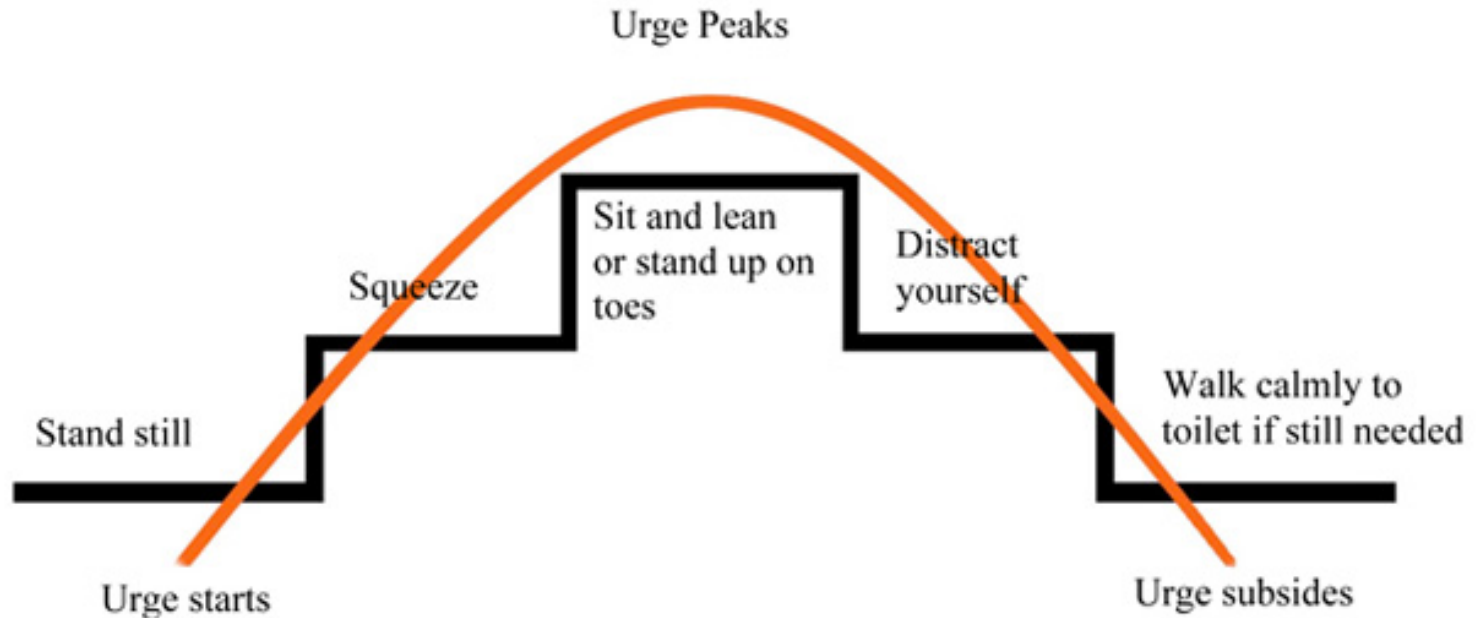 Urge Peaks
Sit and lean
or stand up on
toes
Distract
yourself
Squeeze
Walk calmly to
toilet if still needed
Stand still
Urge starts
Urge subsides